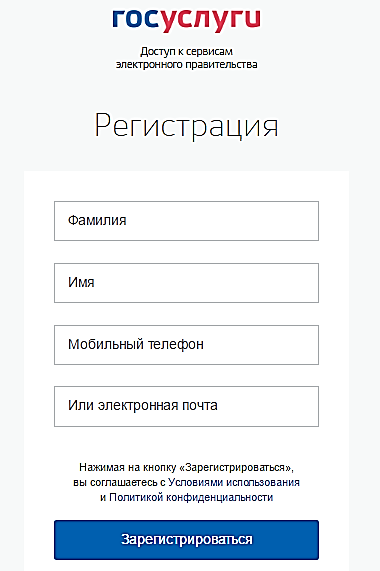 госуслуги
Доступ к сервисам
электронного правительства
Регистрация
Фамилия
Имя
Мобильный телефон
Или электронная почта
Нажимая на кнопку «Зарегистрироваться»,
вы соглашаетесь с Условиями использования
и Политикой конфиденциальности
Зарегистрироваться